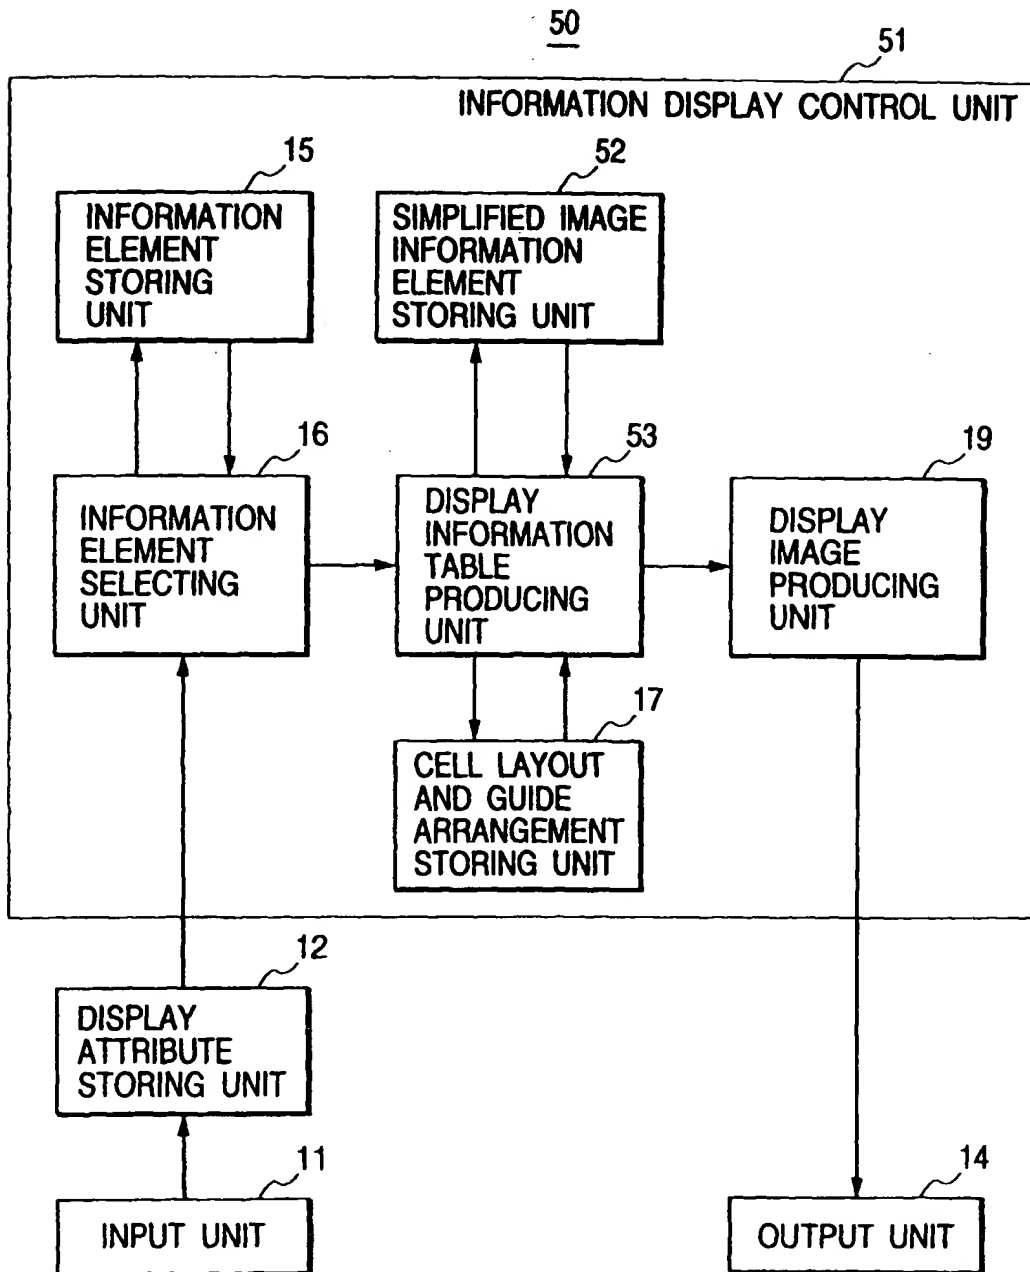 50
51
INFORMATION DISPLAY CONTROL UNIT
15
INFORMATION
ELEMENT
STORING
UNIT
52
SIMPLIFIED IMAGE
INFORMATION
ELEMENT
STORING UNIT
16
INFORMATION
ELEMENT
SELECTING
UNIT
53
DISPLAY
INFORMATION
TABLE
PRODUCING
UNIT
19
DISPLAY
IMAGE
PRODUCING
UNIT
17
CELL LAYOUT
AND GUIDE
ARRANGEMENT
STORING UNIT
12
DISPLAY
ATTRIBUTE
STORING UNIT
11
INPUT UNIT
14
OUTPUT UNIT